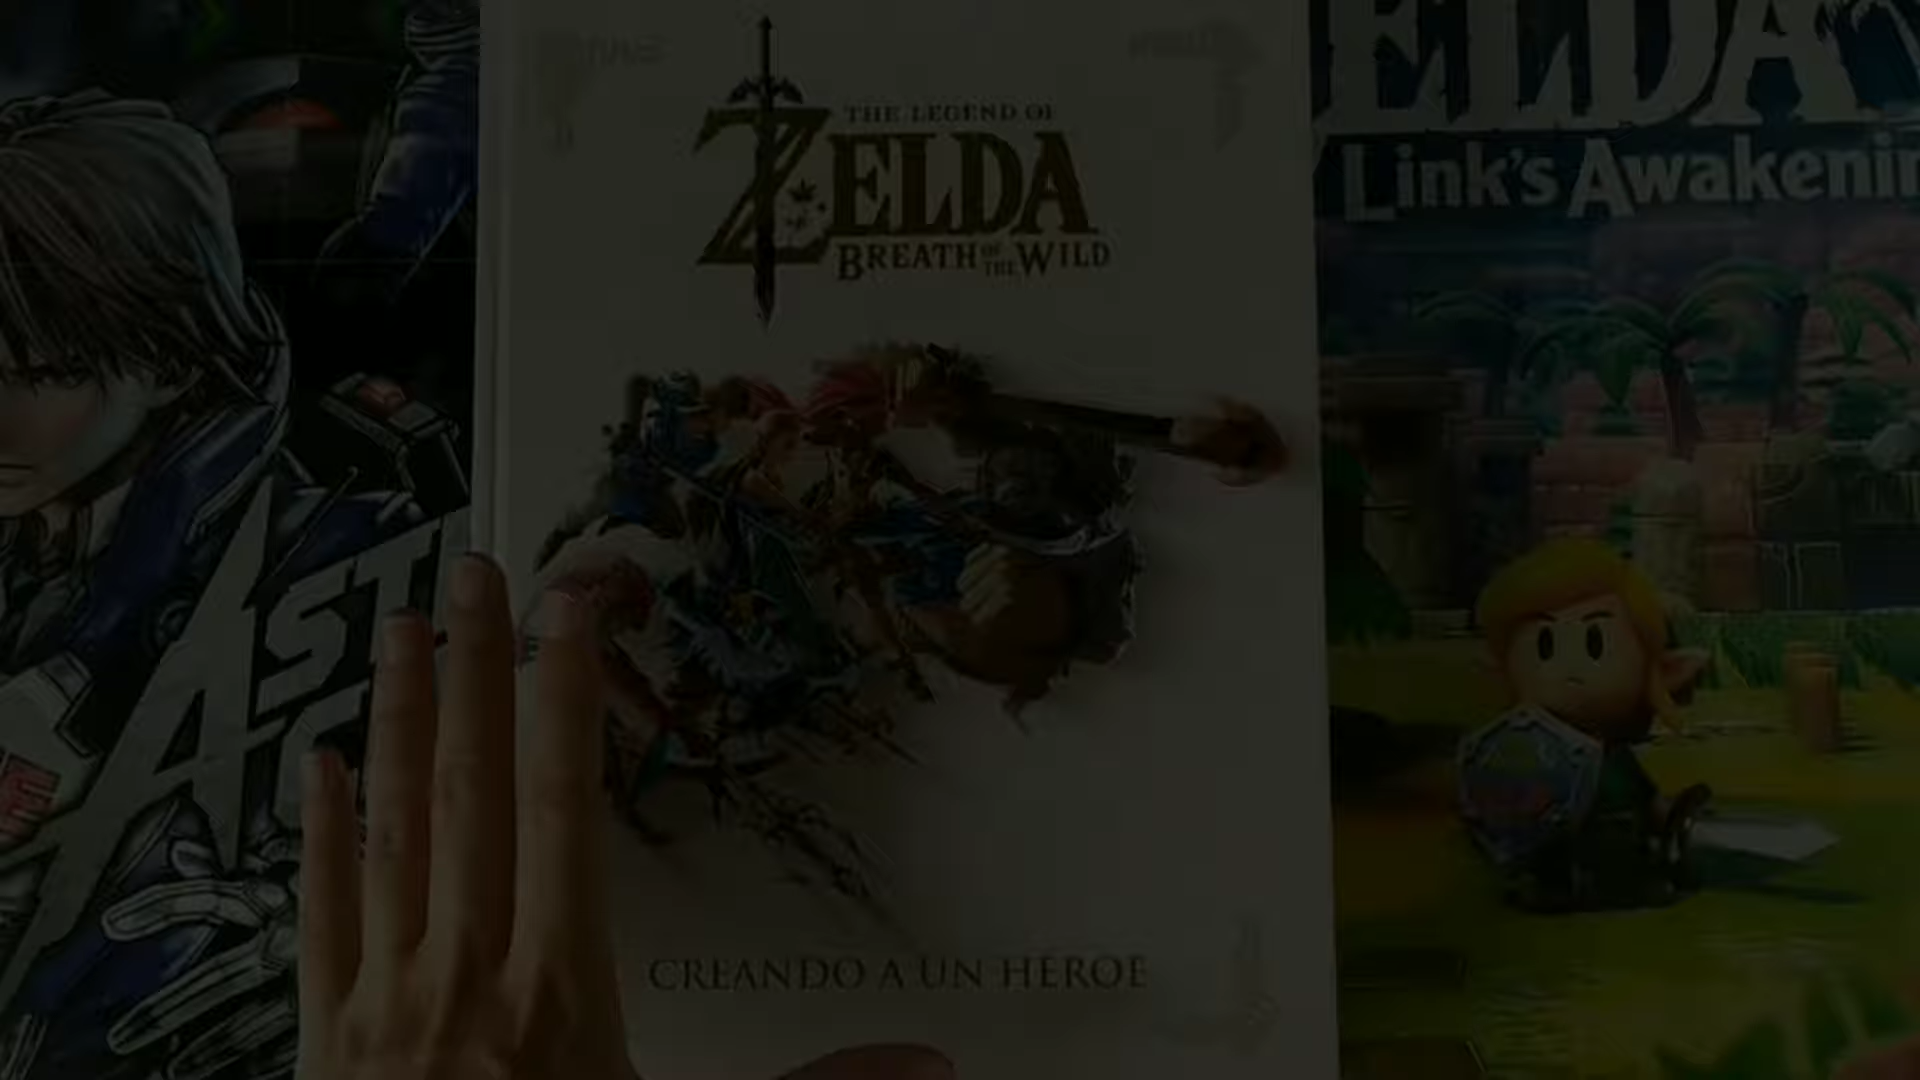 AST
THE LEGEND OF
ZELDA
BREATH OF THE WILD
CREANDO A UN HÉROE
ELDA
Link's Awakenin